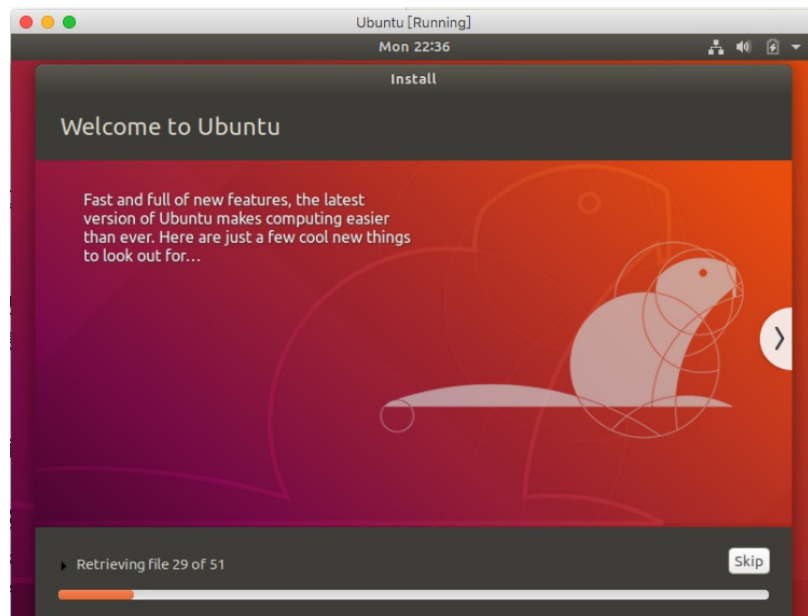 Ubuntu [Running]
Mon 22:36
Install
Welcome to Ubuntu
Fast and full of new features, the latest
version of Ubuntu makes computing easier
than ever. Here are just a few cool new things
to look out for…
Retrieving file 29 of 51
Skip